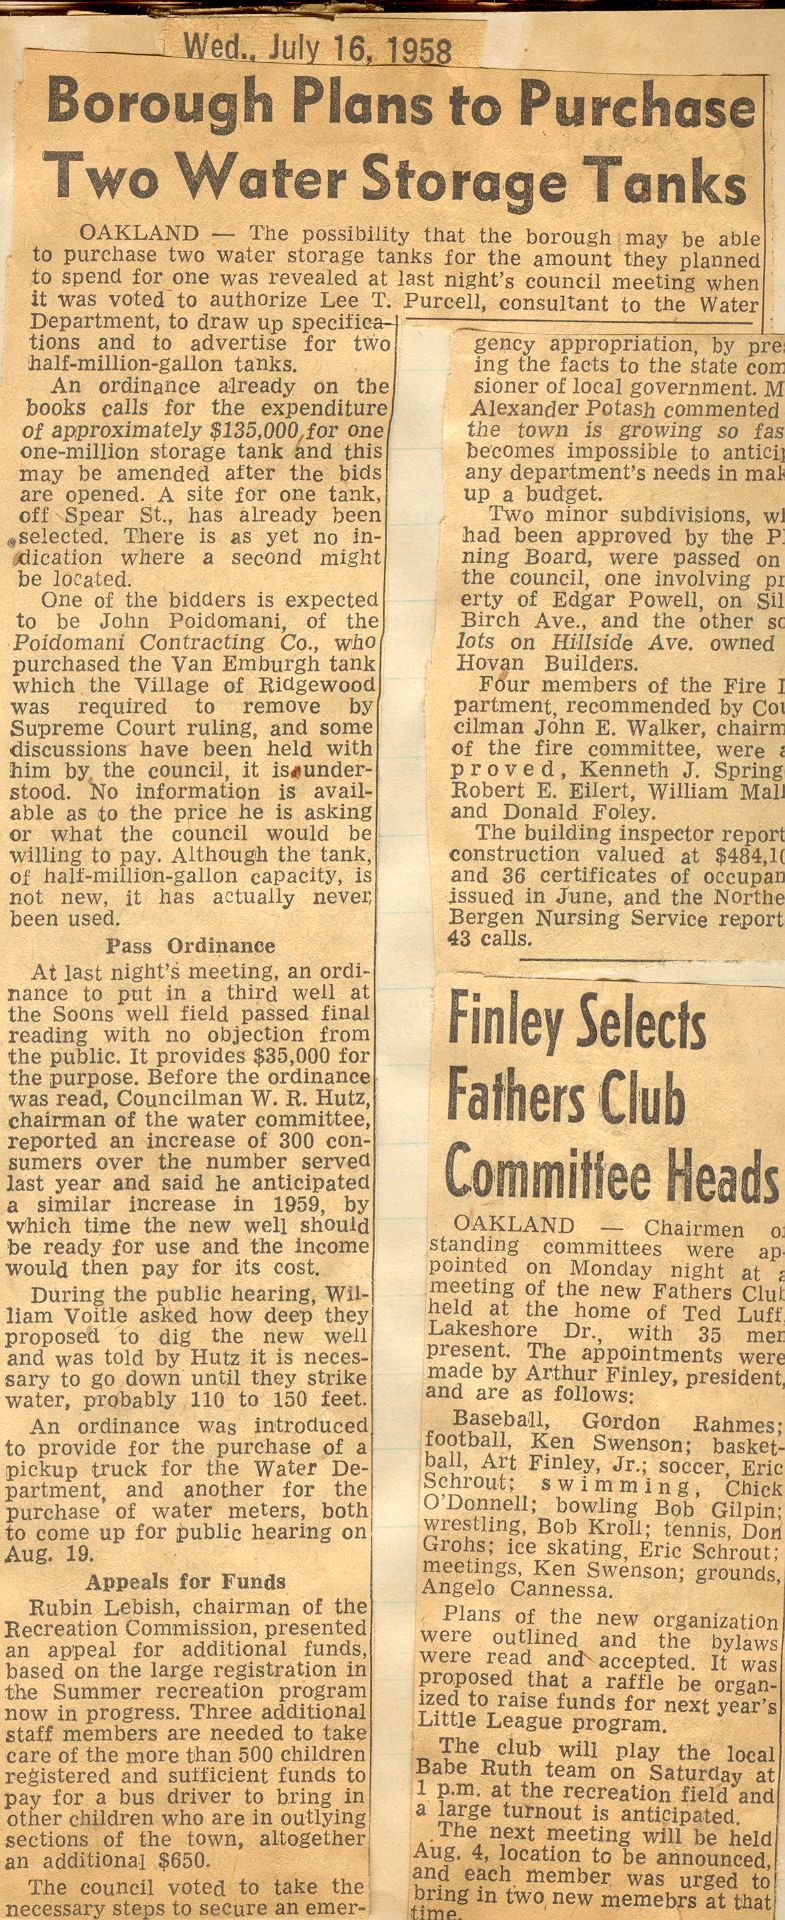 Wed., July 16, 1958
Borough Plans to Purchase
Two Water Storage Tanks
OAKLAND — The possibility that the borough may be able
to purchase two water storage tanks for the amount they planned
to spend for one was revealed at last night's council meeting when
it was voted to authorize Lee T. Purcell, consultant to the Water
Department, to draw up specifica-
tions and to advertise for two
half-million-gallon tanks.
An ordinance already on the
books calls for the expenditure
of approximately $135,000 for one
one-million storage tank and this
may be amended after the bids
are opened. A site for one tank,
off Spear St., has already been
selected. There is as yet no in-
dication where a second might
be located.
One of the bidders is expected
to be John Poidomani, of the
Poidomani Contracting Co., who
purchased the Van Emburgh tank
which the Village of Ridgewood
was required to remove by
Supreme Court ruling, and some
discussions have been held with
him by the council, it is under-
stood. No information is avail-
able as to the price he is asking
or what the council would be
willing to pay. Although the tank,
of half-million-gallon capacity, is
not new, it has actually never
been used.
Pass Ordinance
At last night's meeting, an ordi-
nance to put in a third well at
the Soons well field passed final
reading with no objection from
the public. It provides $35,000 for
the purpose. Before the ordinance
was read, Councilman W. R. Hutz,
chairman of the water committee,
reported an increase of 300 con-
sumers over the number served
last year and said he anticipated
a similar increase in 1959, by
which time the new well should
be ready for use and the income
would then pay for its cost.
During the public hearing, Wil-
liam Voitle asked how deep they
proposed to dig the new well
and was told by Hutz it is neces-
sary to go down until they strike
water, probably 110 to 150 feet.
An ordinance was introduced
to provide for the purchase of a
pickup truck for the Water De-
partment, and another for the
purchase of water meters, both
to come up for public hearing on
Aug. 19.
Appeals for Funds
Rubin Lebish, chairman of the
Recreation Commission, presented
an appeal for additional funds,
based on the large registration in
the Summer recreation program
now in progress. Three additional
staff members are needed to take
care of the more than 500 children
registered and sufficient funds to
pay for a bus driver to bring in
other children who are in outlying
sections of the town, altogether
an additional $650.
The council voted to take the
necessary steps to secure an emer-
gency appropriation, by pres
ing the facts to the state com
sioner of local government. M
Alexander Potash commented
the town is growing so fas
becomes impossible to antici
any department's needs in mak
up a budget.
Two minor subdivisions, wh
had been approved by the Pl
ning Board, were passed on
the council, one involving pr
erty of Edgar Powell, on Sil
Birch Ave., and the other so
lots on Hillside Ave. owned
Hovan Builders.
Four members of the Fire D
partment, recommended by Cou
cilman John E. Walker, chairm
of the fire committee, were a
proved, Kenneth J. Spring
Robert E. Eilert, William Mall
and Donald Foley.
The building inspector report
construction valued at $484,10
and 36 certificates of occupan
issued in June, and the Northe
Bergen Nursing Service report
43 calls.
Finley Selects
Fathers Club
Committee Heads
OAKLAND — Chairmen of
standing committees were ap-
pointed on Monday night at a
meeting of the new Fathers Club
held at the home of Ted Luff,
Lakeshore Dr., with 35 men
present. The appointments were
made by Arthur Finley, president,
and are as follows:
Baseball, Gordon Rahmes;
football, Ken Swenson; basket-
ball, Art Finley, Jr.; soccer, Eric
Schrout; swimming, Chick
O'Donnell; bowling Bob Gilpin;
wrestling, Bob Kroll; tennis, Don
Grohs; ice skating, Eric Schrout;
meetings, Ken Swenson; grounds,
Angelo Cannessa.
Plans of the new organization
were outlined and the bylaws
were read and accepted. It was
proposed that a raffle be organ-
ized to raise funds for next year's
Little League program.
The club will play the local
Babe Ruth team on Saturday at
1 p.m. at the recreation field and
a large turnout is anticipated.
The next meeting will be held
Aug. 4, location to be announced,
and each member was urged to
bring in two new memebrs at that
time.